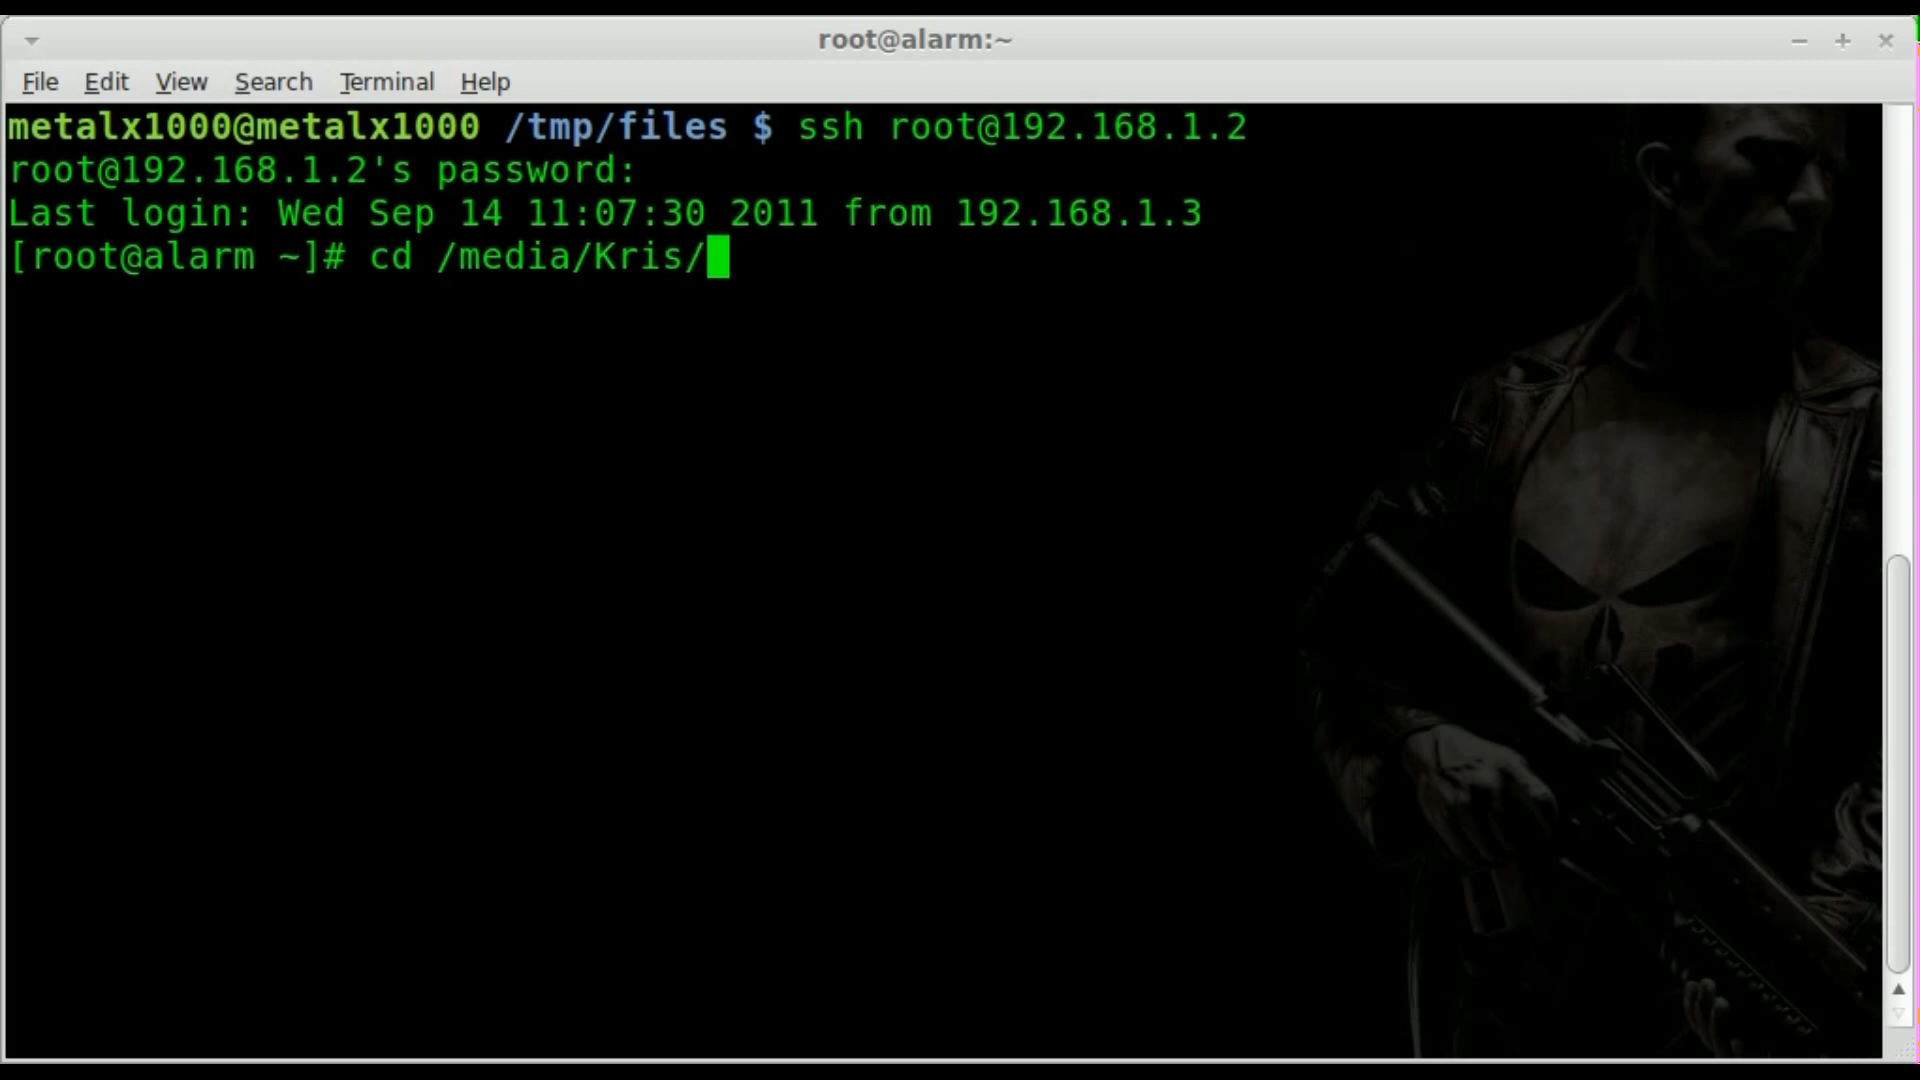 root@alarm:~
File Edit View Search Terminal Help
metalx1000@metalx1000 /tmp/files $ ssh root@192.168.1.2
root@192.168.1.2's password:
Last login: Wed Sep 14 11:07:30 2011 from 192.168.1.3
[root@alarm ~]# cd /media/Kris/